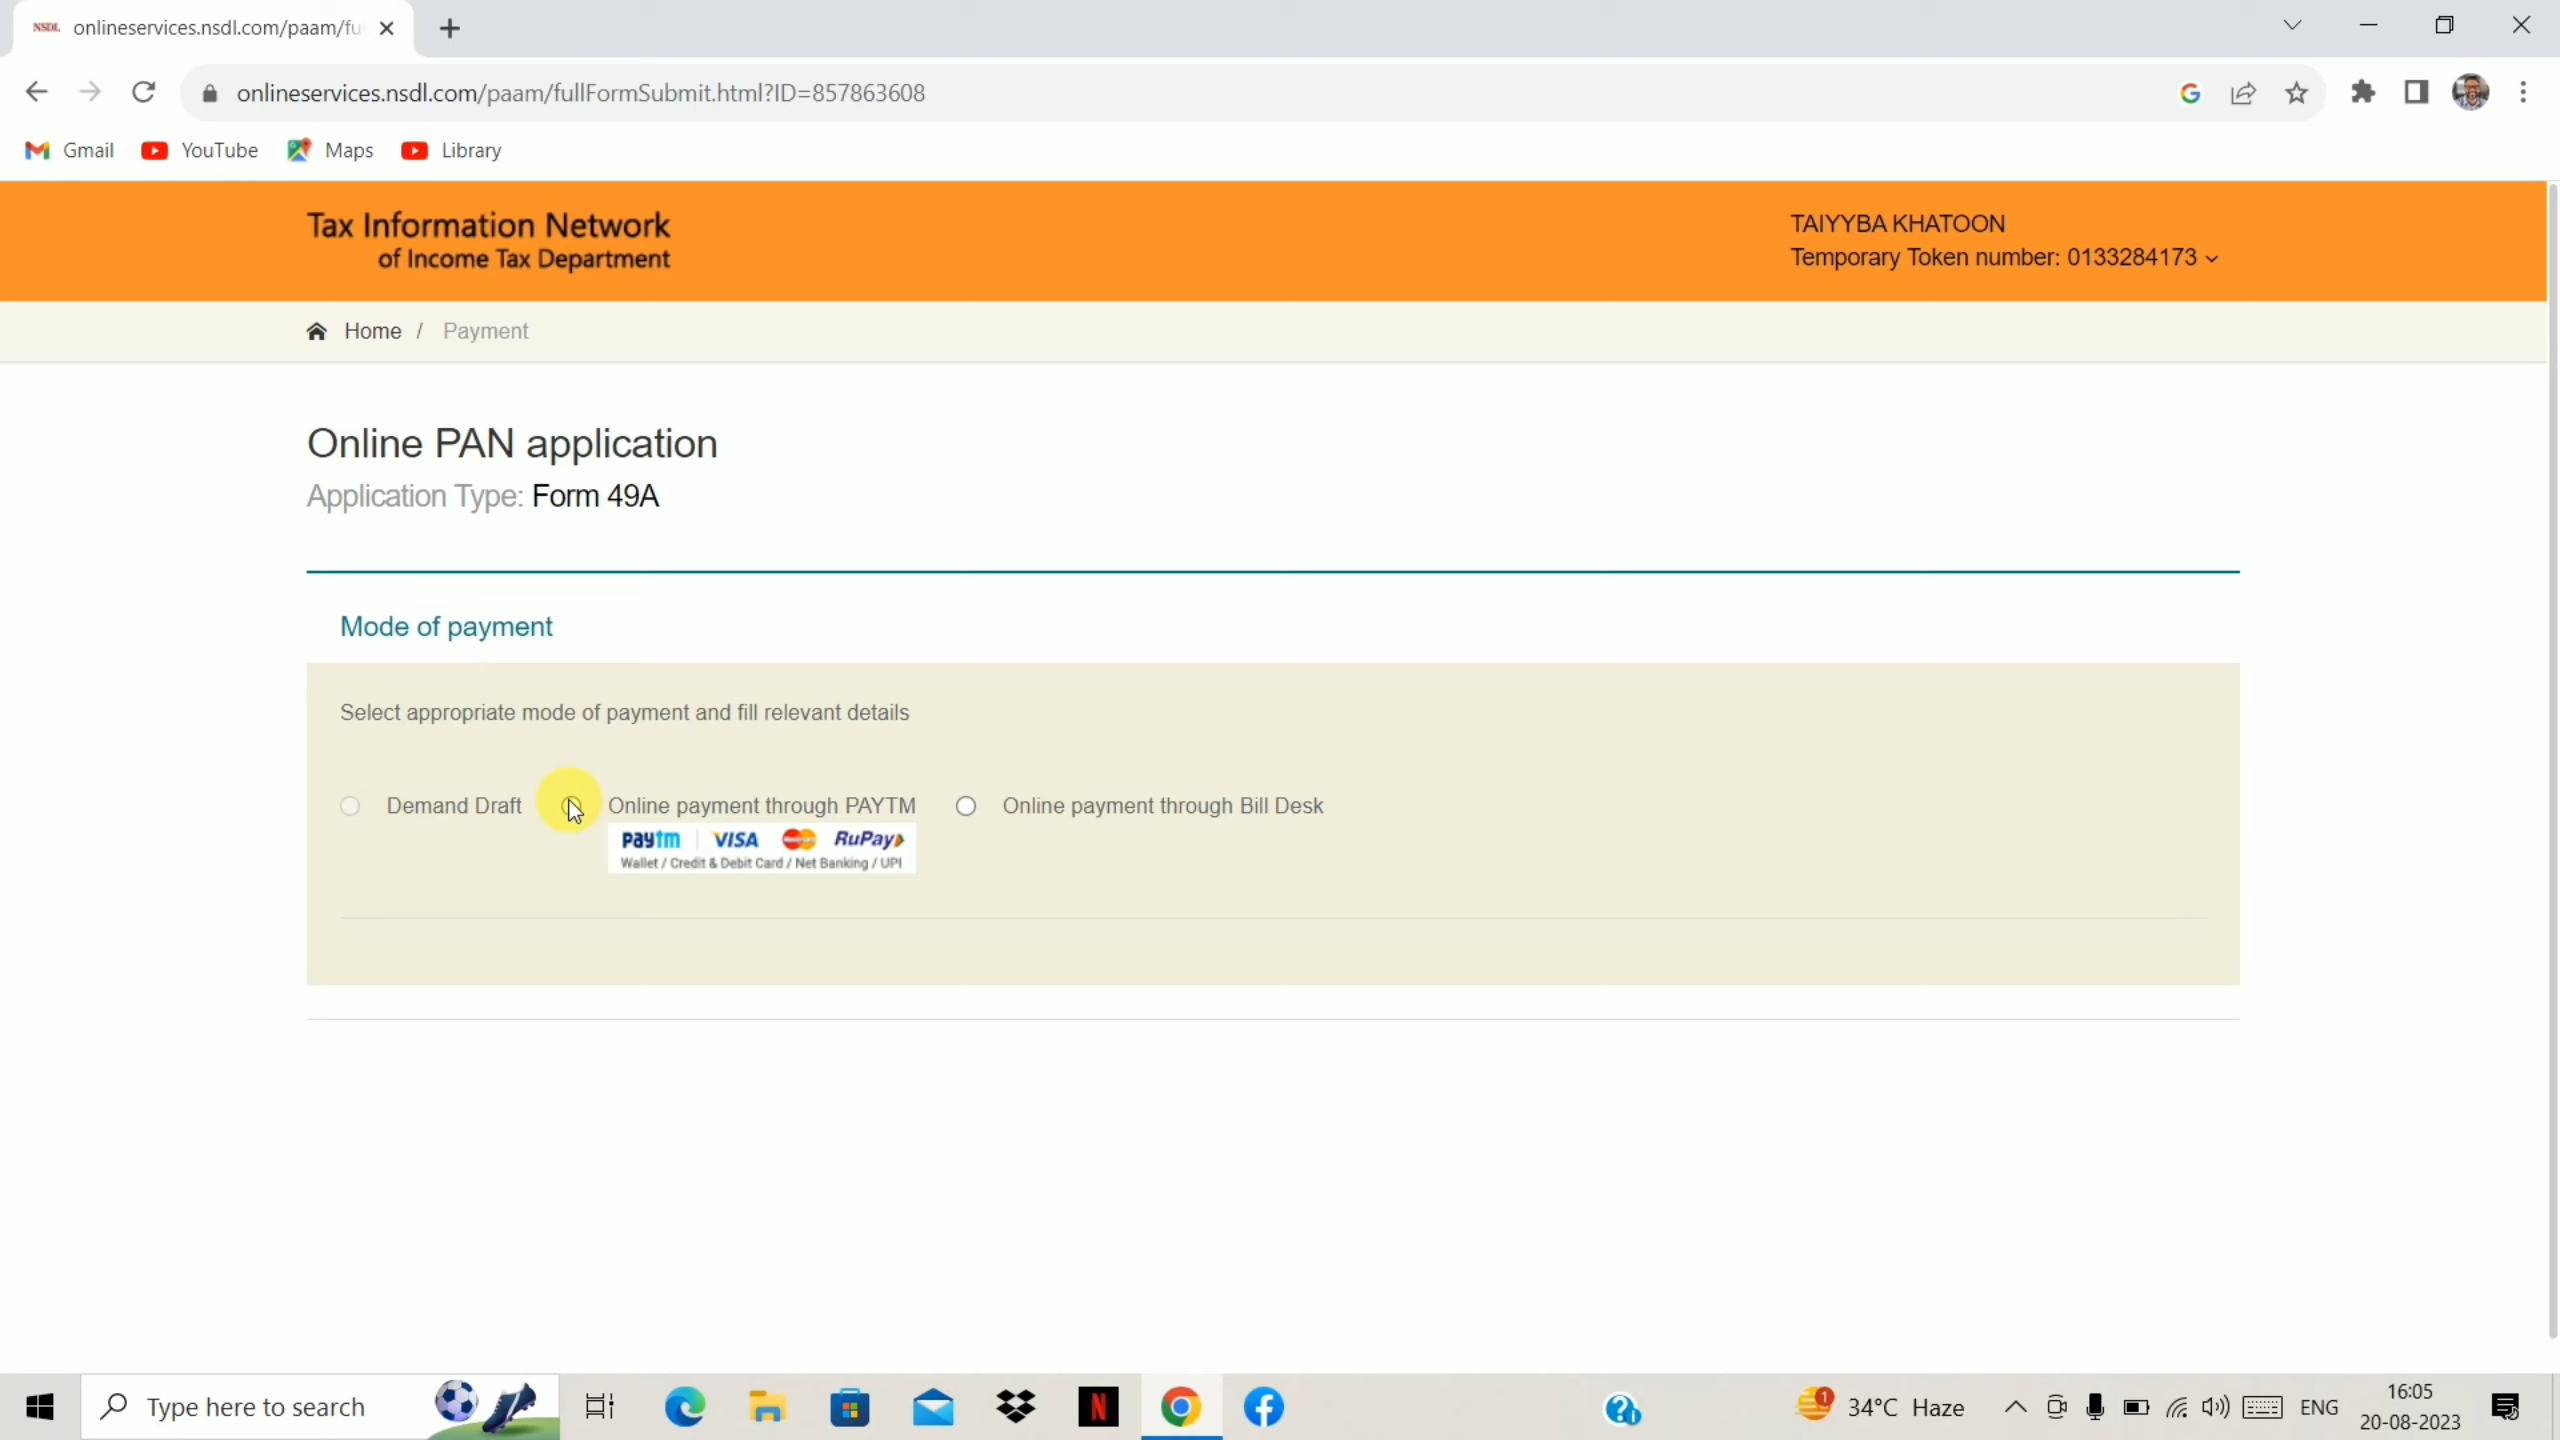 NSDL onlineservices.nsdl.com/paam/fu
onlineservices.nsdl.com/paam/fullFormSubmit.html?ID=857863608
Gmail YouTube Maps Library
Tax Information Network
of Income Tax Department
TAIYYBA KHATOON
Temporary Token number: 0133284173
Home / Payment
Online PAN application
Application Type: Form 49A
Mode of payment
Select appropriate mode of payment and fill relevant details
Demand Draft Online payment through PAYTM Online payment through Bill Desk
paytm VISA RuPay
Wallet / Credit & Debit Card / Net Banking / UPI
Type here to search
1 34°C Haze ENG
16:05
20-08-2023